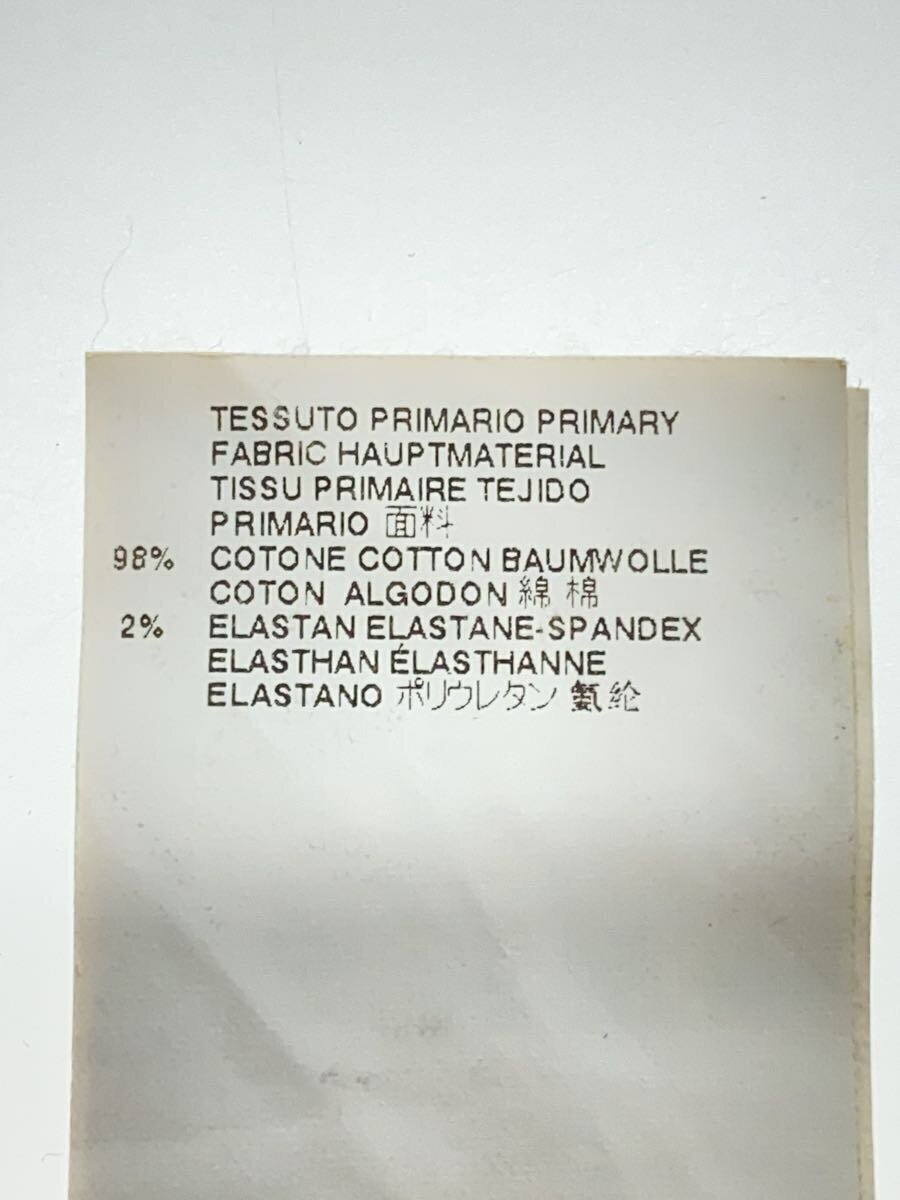 TESSUTO PRIMARIO PRIMARY
FABRIC HAUPTMATERIAL
TISSU PRIMAIRE TEJIDO
PRIMARIO 面料
98% COTONE COTTON BAUMWOLLE
COTON ALGODON 綿 棉
2% ELASTAN ELASTANE-SPANDEX
ELASTHAN ÉLASTHANNE
ELASTANO ポリウレタン 氨纶